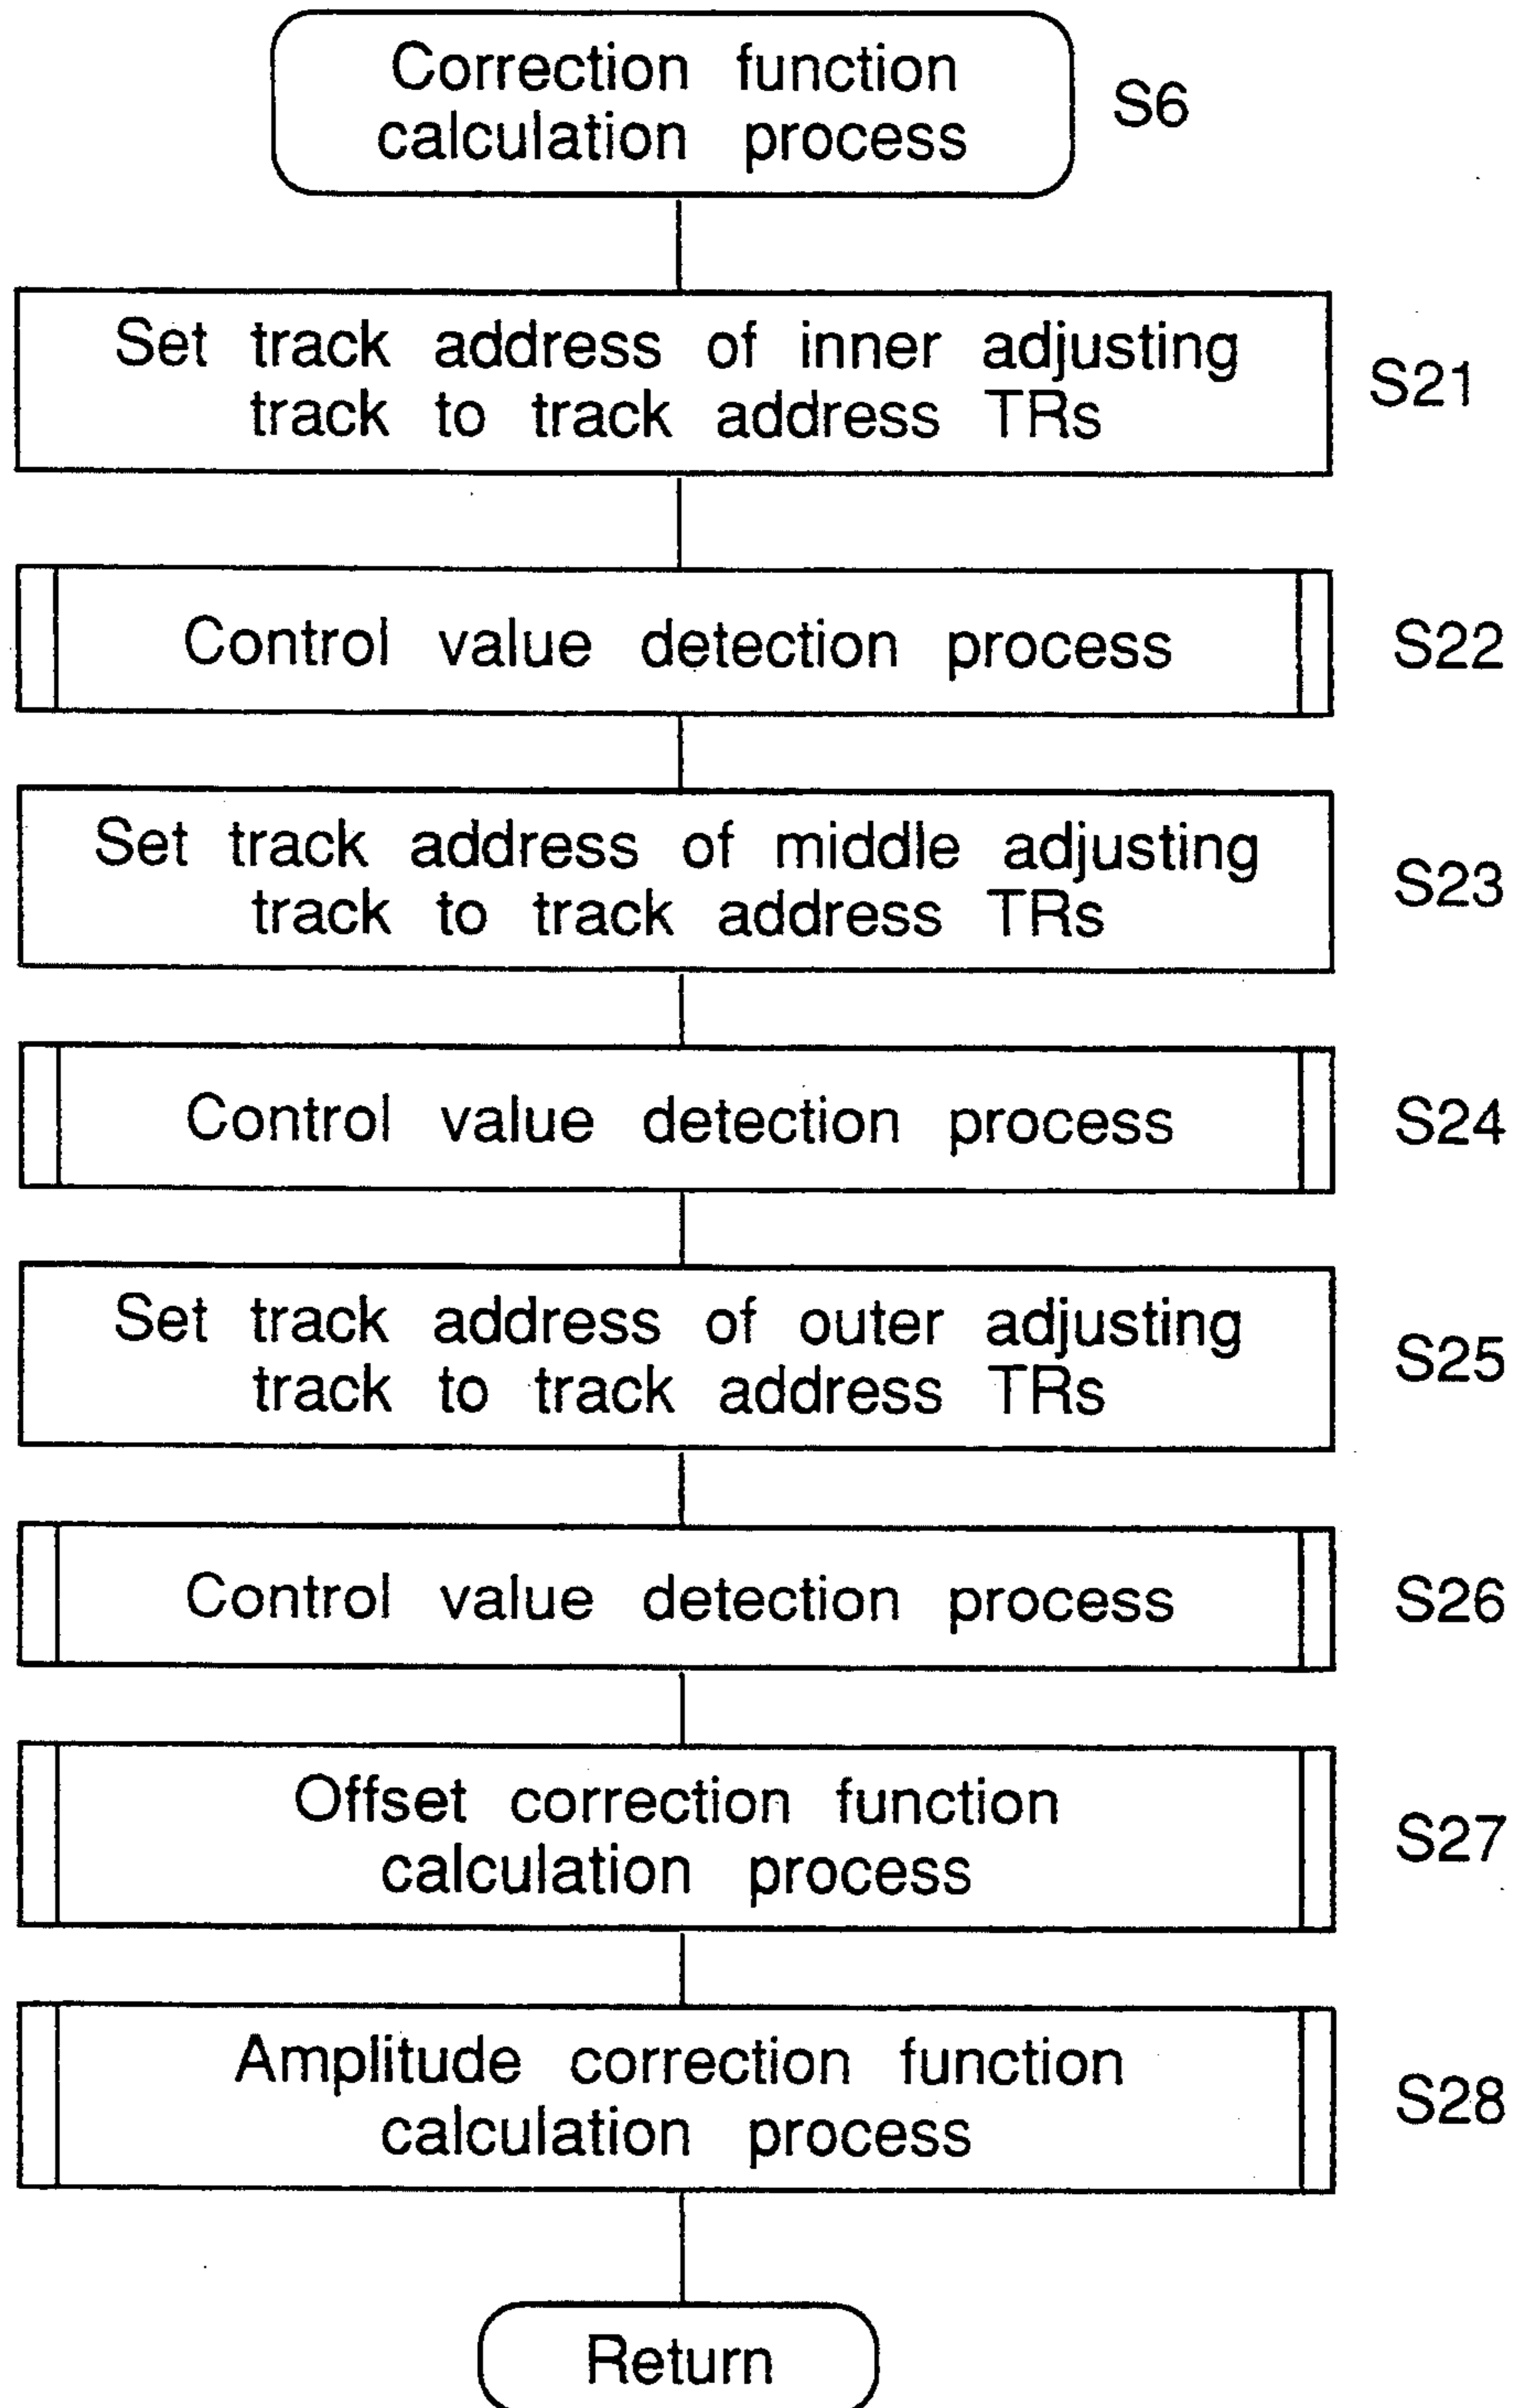 Correction function
calculation process
S6
Set track address of inner adjusting
track to track address TRs
S21
Control value detection process
S22
Set track address of middle adjusting
track to track address TRs
S23
Control value detection process
S24
Set track address of outer adjusting
track to track address TRs
S25
Control value detection process
S26
Offset correction function
calculation process
S27
Amplitude correction function
calculation process
S28
Return